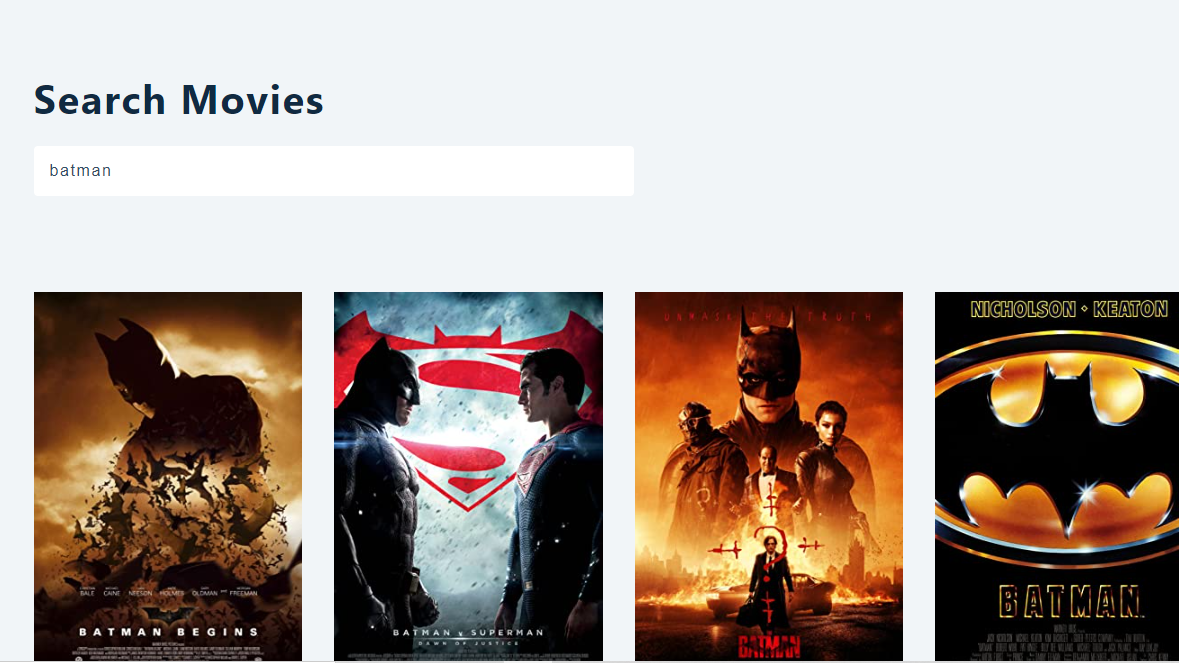 Search Movies
batman
BALE CAINE NEESON HOLMES OLDMAN AND FREEMAN
BATMAN BEGINS
BATMAN v SUPERMAN
DAWN OF JUSTICE
UNMASK THE TRUTH
THE
BATMAN
NICHOLSON · KEATON
BATMAN